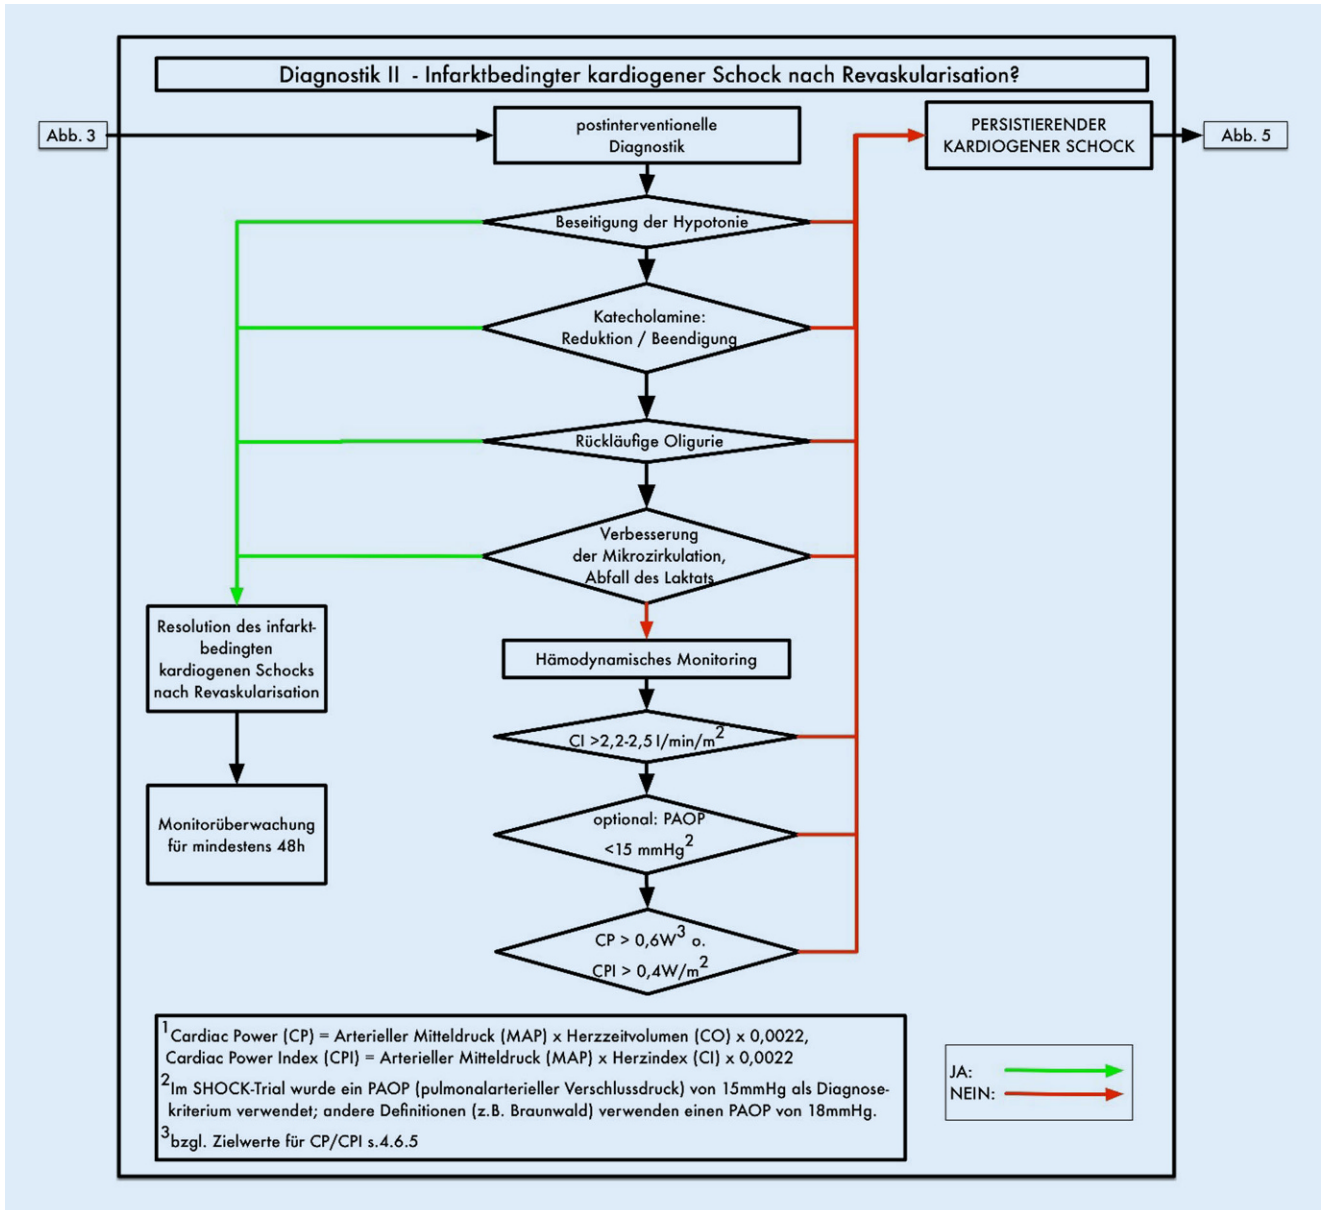 Diagnostik II - Infarktbedingter kardiogener Schock nach Revaskularisation?
Abb. 3
postinterventionelle
Diagnostik
PERSISTIERENDER
KARDIOGENER SCHOCK
Abb. 5
Beseitigung der Hypotonie
Katecholamine:
Reduktion / Beendigung
Rückläufige Oligurie
Verbesserung
der Mikrozirkulation,
Abfall des Laktats
Resolution des infarkt-
bedingten
kardiogenen Schocks
nach Revaskularisation
Hämodynamisches Monitoring
CI >2,2-2,5 l/min/m²
Monitorüberwachung
für mindestens 48h
optional: PAOP
<15 mmHg²
CP > 0,6W³ o.
CPI > 0,4W/m²
¹Cardiac Power (CP) = Arterieller Mitteldruck (MAP) x Herzzeitvolumen (CO) x 0,0022,
Cardiac Power Index (CPI) = Arterieller Mitteldruck (MAP) x Herzindex (CI) x 0,0022
²Im SHOCK-Trial wurde ein PAOP (pulmonalarterieller Verschlussdruck) von 15mmHg als Diagnose-
kriterium verwendet; andere Definitionen (z.B. Braunwald) verwenden einen PAOP von 18mmHg.
³bzgl. Zielwerte für CP/CPI s.4.6.5
JA:
NEIN: